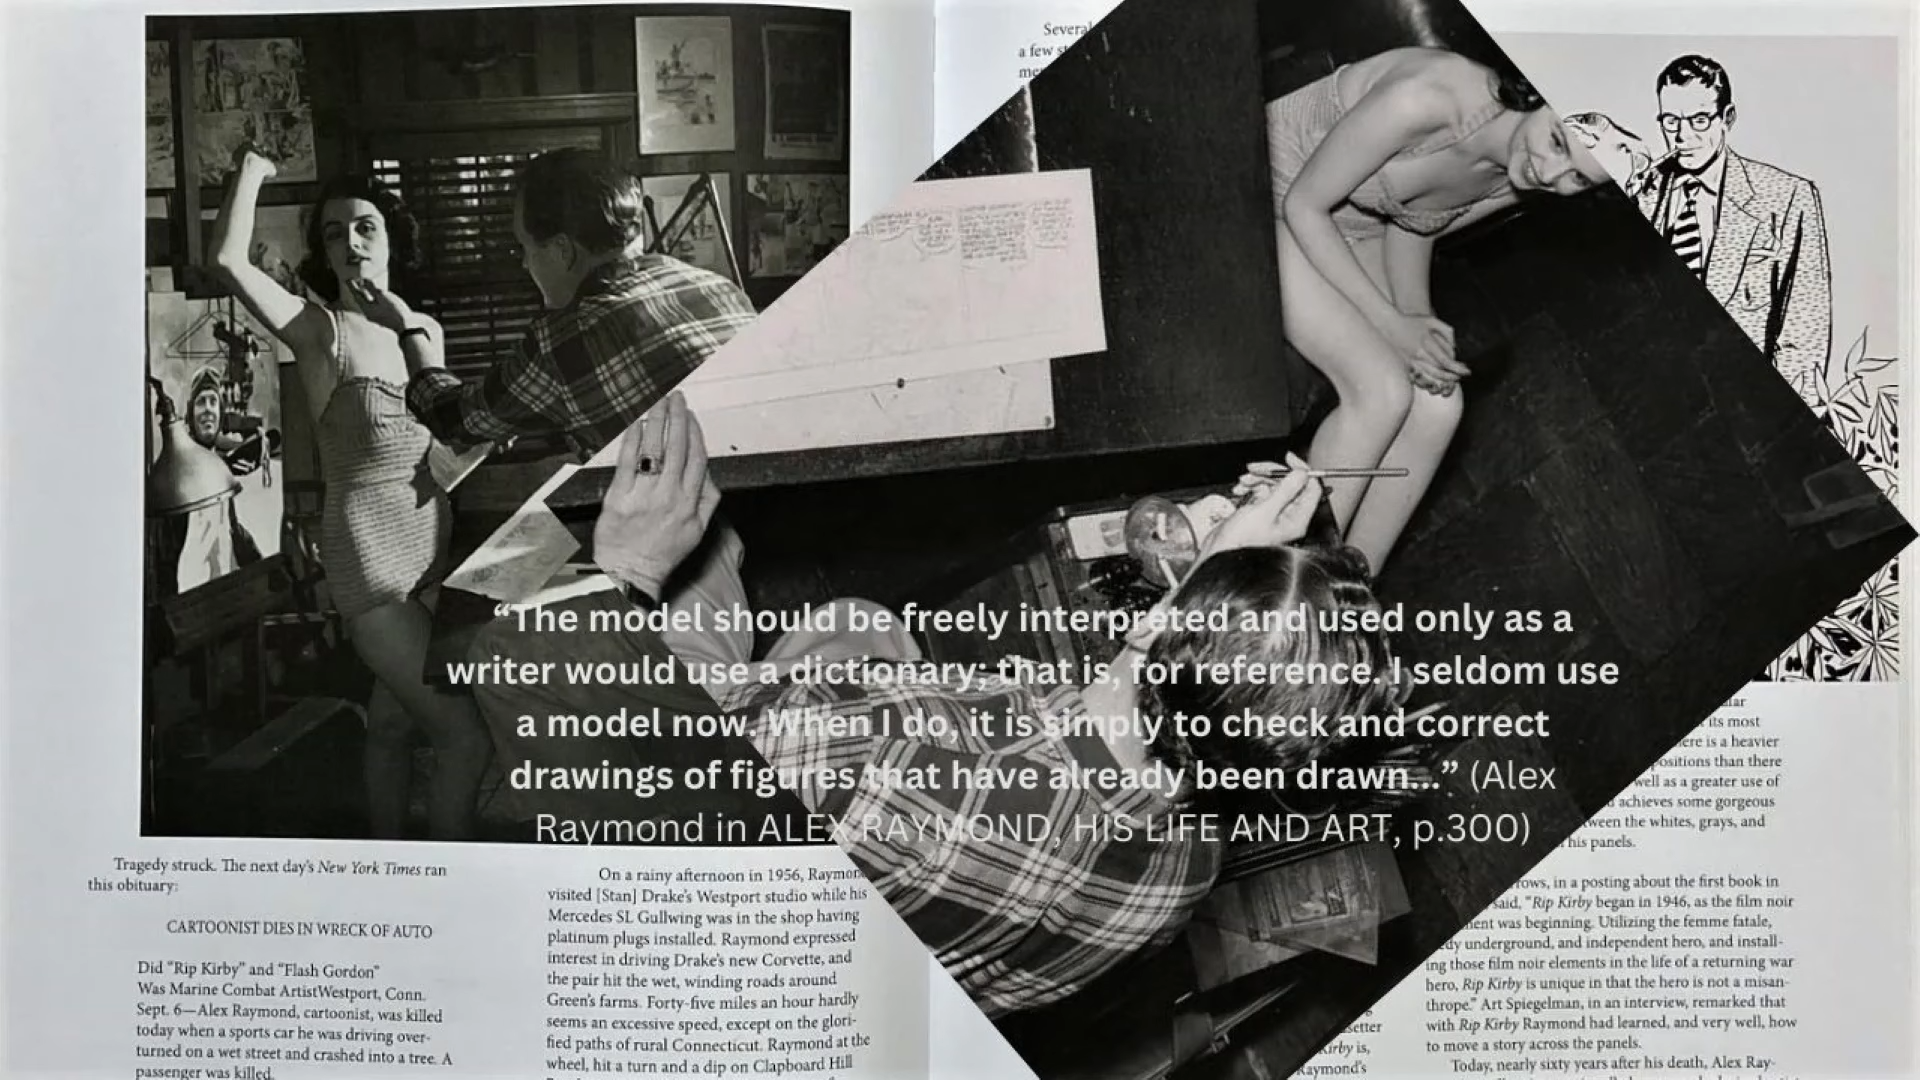 Several
a few
“The model should be freely interpreted and used only as a
writer would use a dictionary; that is, for reference. I seldom use
a model now. When I do, it is simply to check and correct
drawings of figures that have already been drawn...” (Alex
Raymond in ALEX RAYMOND, HIS LIFE AND ART, p.300)
Tragedy struck. The next day's New York Times ran
this obituary:
CARTOONIST DIES IN WRECK OF AUTO
Did “Rip Kirby” and “Flash Gordon”
Was Marine Combat ArtistWestport, Conn.
Sept. 6—Alex Raymond, cartoonist, was killed
today when a sports car he was driving over-
turned on a wet street and crashed into a tree. A
passenger was killed.
On a rainy afternoon in 1956, Raymon
visited [Stan] Drake's Westport studio while his
Mercedes SL Gullwing was in the shop having
platinum plugs installed. Raymond expressed
interest in driving Drake's new Corvette, and
the pair hit the wet, winding roads around
Green's farms. Forty-five miles an hour hardly
seems an excessive speed, except on the glori-
fied paths of rural Connecticut. Raymond at the
wheel, hit a turn and a dip on Clapboard Hill
its most
ere is a heavier
positions than there
well as a greater use of
achieves some gorgeous
ween the whites, grays, and
his panels.
rows, in a posting about the first book in
said, “Rip Kirby began in 1946, as the film noir
ment was beginning. Utilizing the femme fatale,
edy underground, and independent hero, and install-
ing those film noir elements in the life of a returning war
hero, Rip Kirby is unique in that the hero is not a misan-
thrope.” Art Spiegelman, in an interview, remarked that
with Rip Kirby Raymond had learned, and very well, how
to move a story across the panels.
Today, nearly sixty years after his death, Alex Ray-
setter
Kirby is,
Raymond's